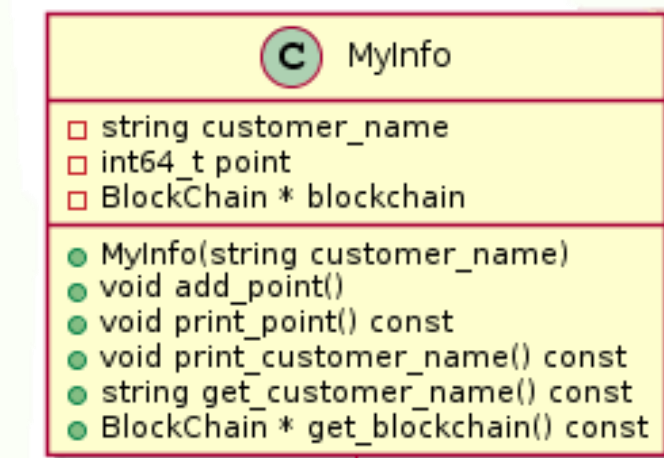 C MyInfo
string customer_name
int64_t point
BlockChain * blockchain
MyInfo(string customer_name)
void add_point()
void print_point() const
void print_customer_name() const
string get_customer_name() const
BlockChain * get_blockchain() const